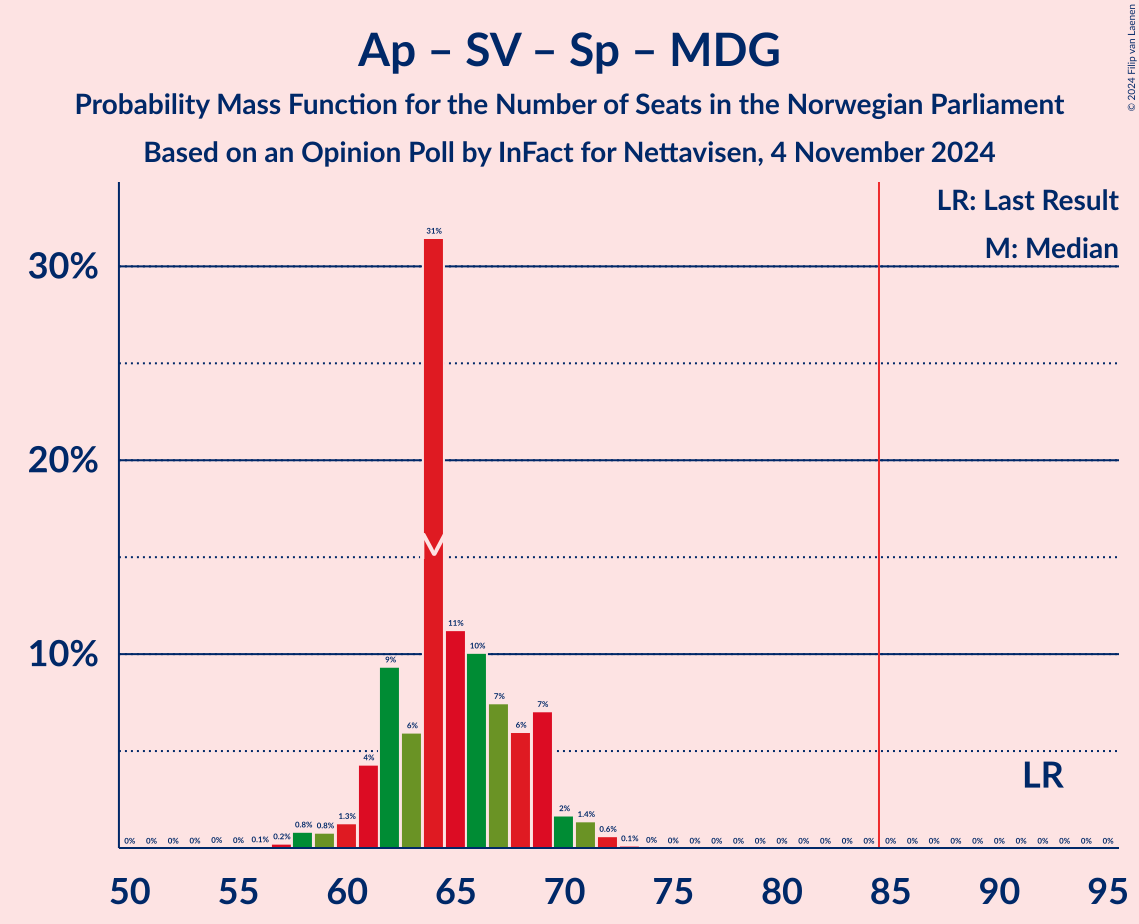 Ap – SV – Sp – MDG
Probability Mass Function for the Number of Seats in the Norwegian Parliament
Based on an Opinion Poll by InFact for Nettavisen, 4 November 2024
© 2024 Filip van Laenen
LR: Last Result
M: Median
30%
20%
10%
0% 0% 0% 0% 0% 0% 0.1% 0.2% 0.8% 0.8% 1.3% 4% 9% 6% 31% 11% 10% 7% 6% 7% 2% 1.4% 0.6% 0.1% 0% 0% 0% 0% 0% 0% 0% 0% 0% 0% 0% 0% 0% 0% 0% 0% 0% 0% 0% 0% 0% 0%
M
LR
50 55 60 65 70 75 80 85 90 95